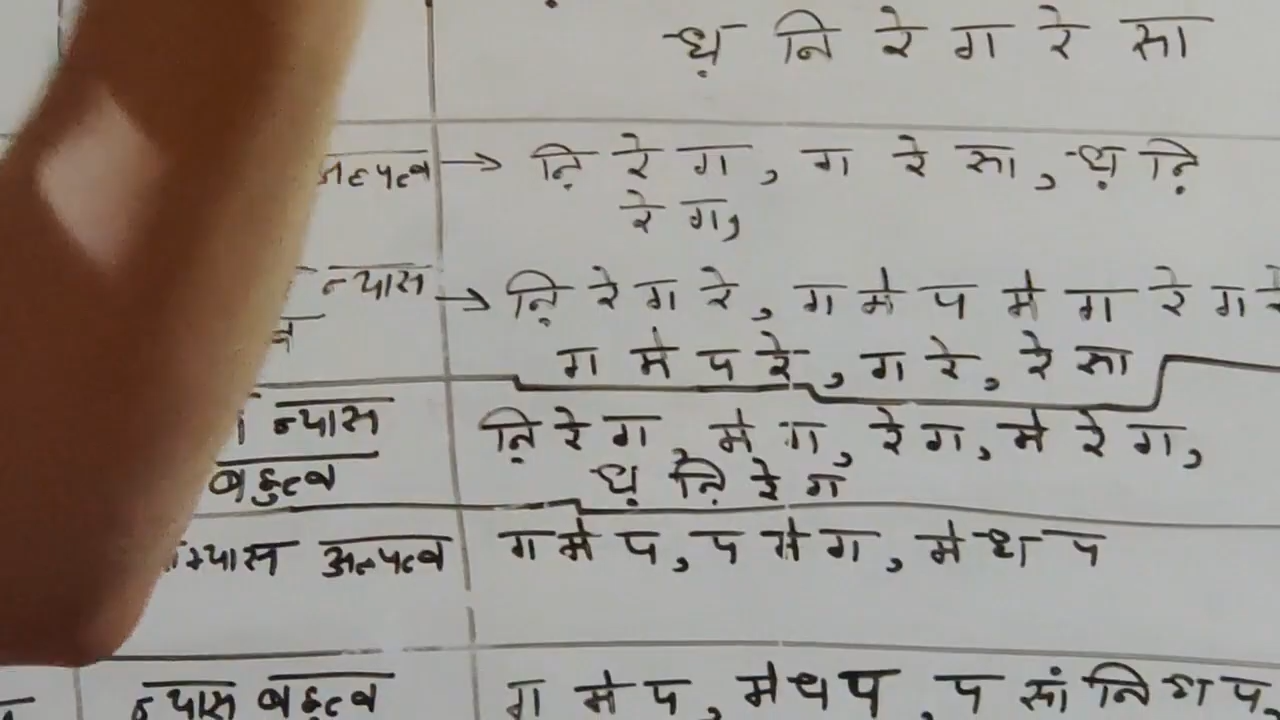 ध़ नि रे ग रे सा
अल्पत्व → ऩि रे ग, ग रे सा, ध़ ऩि
रे ग,
न्यास → ऩि रे ग रे, ग मे प मे ग रे ग रे
ग मे प रे, ग रे, रे सा
न्यास ऩि रे ग, मे ग, रे ग, मे रे ग,
बहुत्व ध़ ऩि रे ग
अल्पत्व ग मे प, प मे ग, मे ध प
न्यास बहुत्व ग मे प, मे ध प, प सां नि ध प,